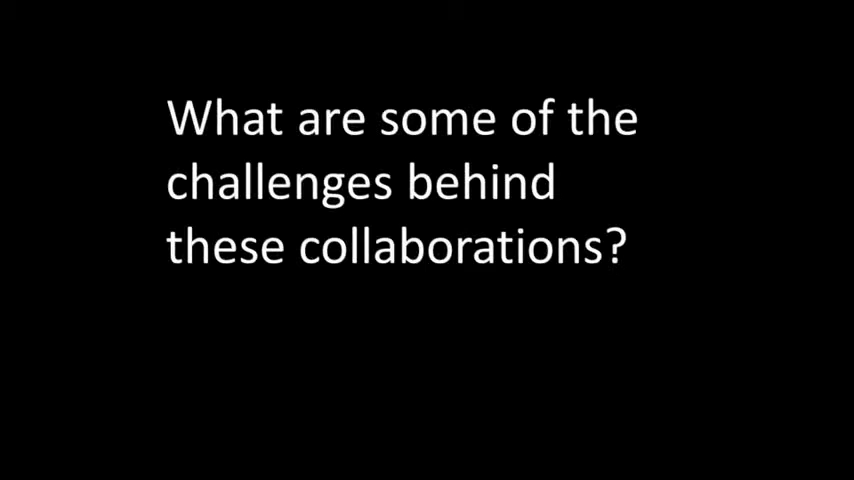 What are some of the
challenges behind
these collaborations?